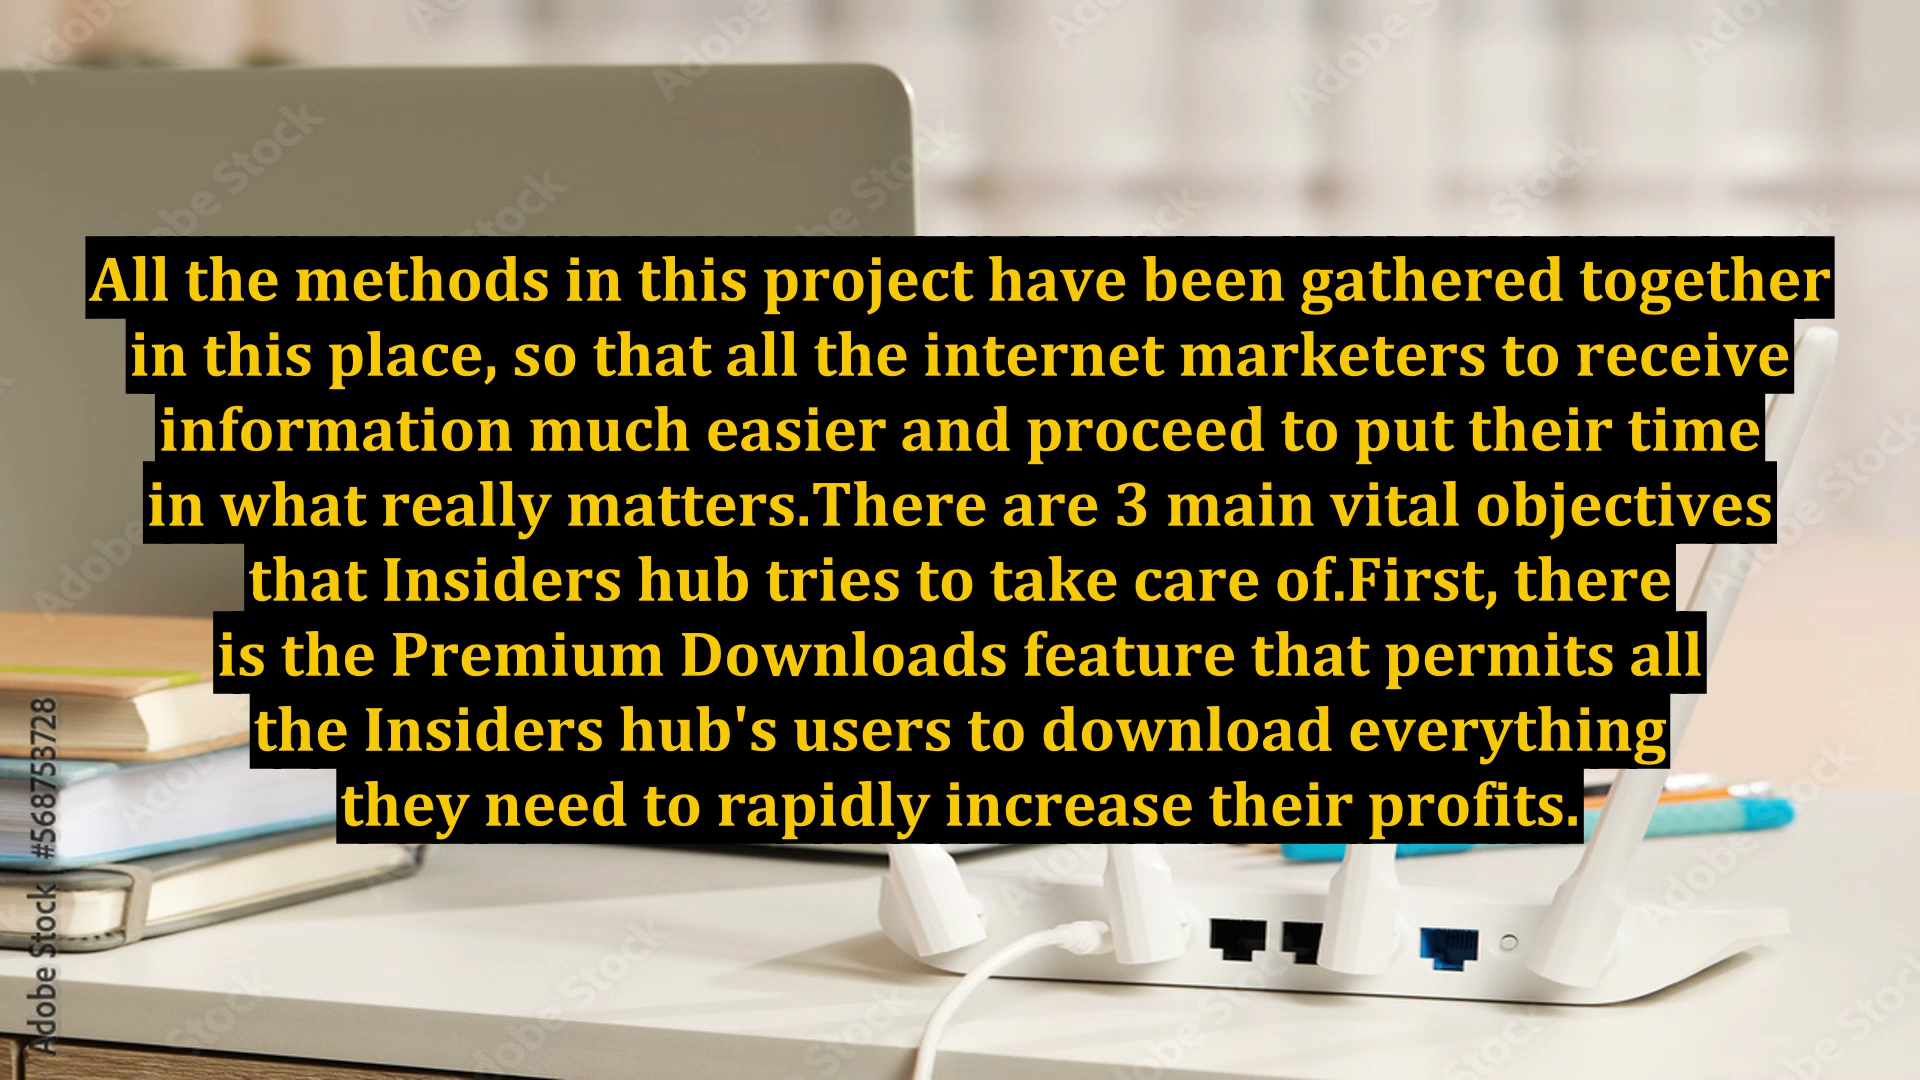 All the methods in this project have been gathered together
in this place, so that all the internet marketers to receive
information much easier and proceed to put their time
in what really matters.There are 3 main vital objectives
that Insiders hub tries to take care of.First, there
is the Premium Downloads feature that permits all
the Insiders hub's users to download everything
they need to rapidly increase their profits.
Adobe Stock | #568753728
Adobe Stock